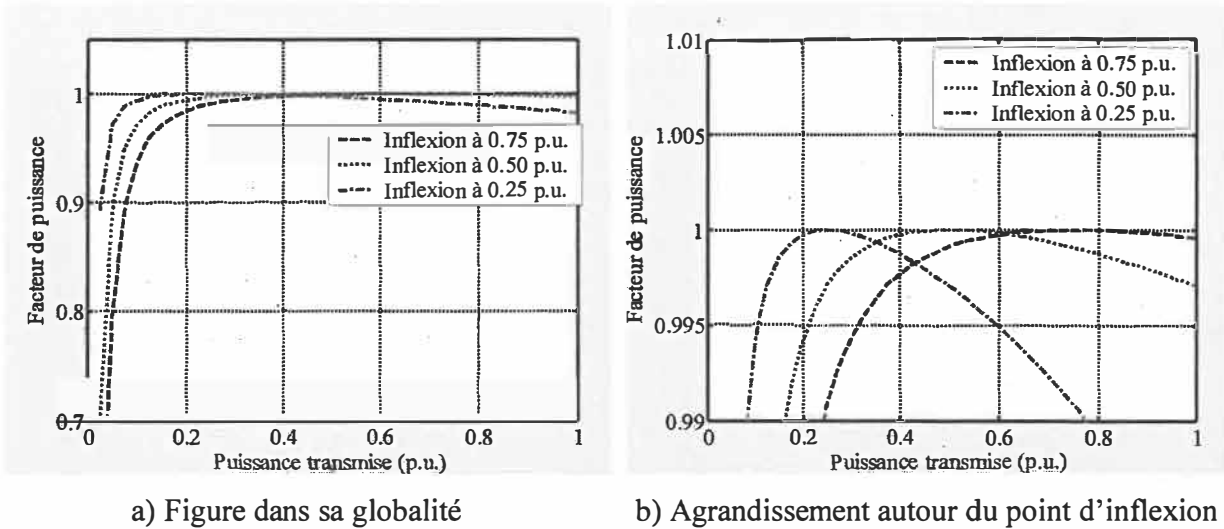 Facteur de puissance
1
0.9
0.8
0.7
0
0.2
0.4
0.6
0.8
1
Inflexion à 0.75 p.u.
Inflexion à 0.50 p.u.
Inflexion à 0.25 p.u.
Puissance transmise (p.u.)
a) Figure dans sa globalité
Facteur de puissance
1.01
1.005
1
0.995
0.99
0
0.2
0.4
0.6
0.8
1
Inflexion à 0.75 p.u.
Inflexion à 0.50 p.u.
Inflexion à 0.25 p.u.
Puissance transmise (p.u.)
b) Agrandissement autour du point d'inflexion